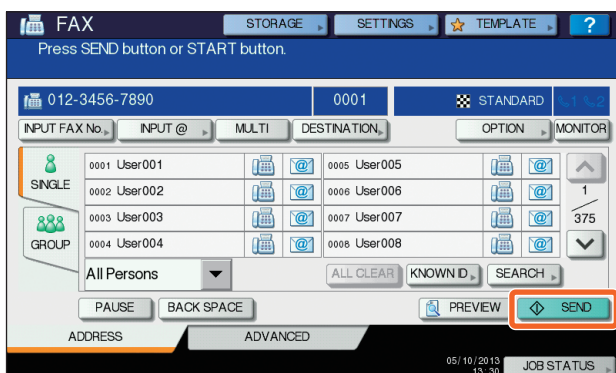 FAX STORAGE SETTINGS TEMPLATE ?
Press SEND button or START button.
012-3456-7890 0001 STANDARD 1 2
INPUT FAX No. INPUT @ MULTI DESTINATION OPTION MONITOR
SINGLE
GROUP
0001 User001 @ 0005 User005 @
0002 User002 @ 0006 User006 @
0003 User003 @ 0007 User007 @
0004 User004 @ 0008 User008 @
1
375
All Persons ALL CLEAR KNOWN ID SEARCH
PAUSE BACK SPACE PREVIEW SEND
ADDRESS ADVANCED
05/10/2013
13:30
JOB STATUS